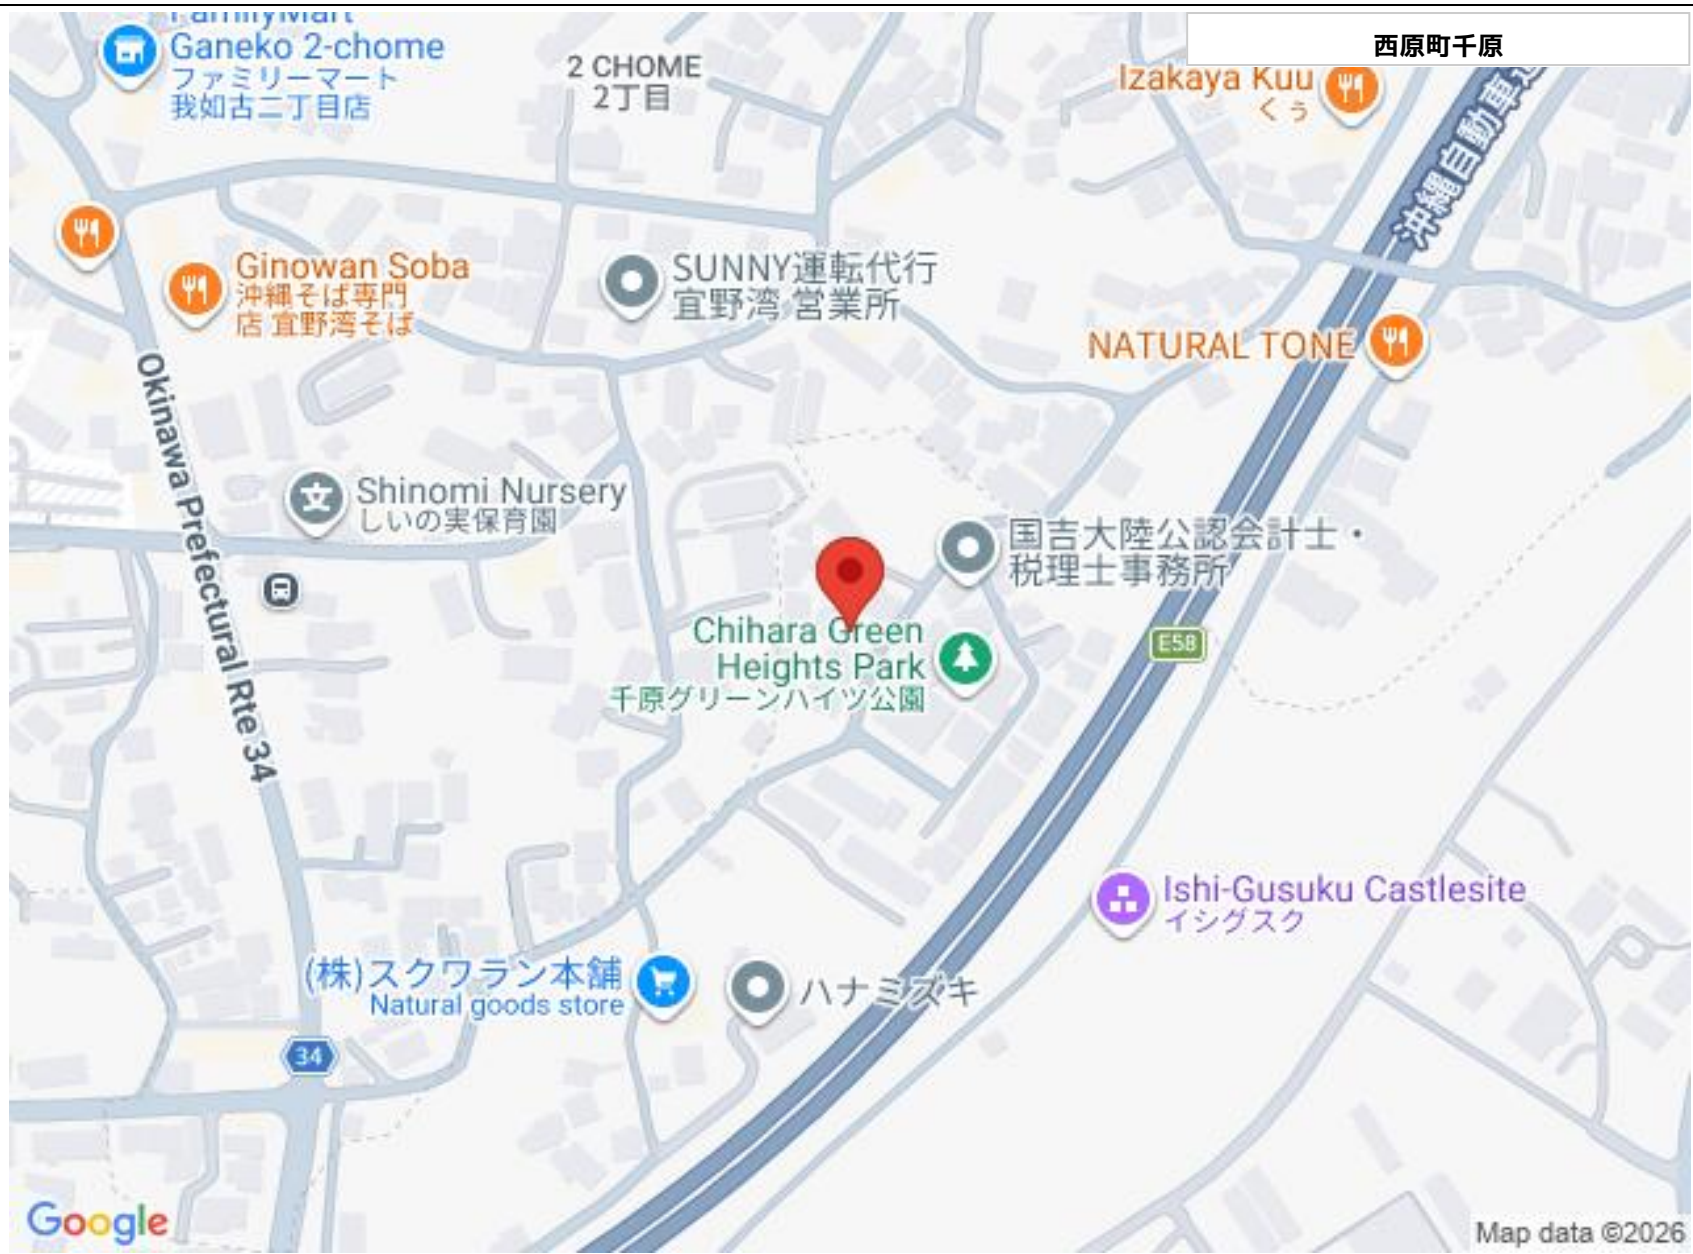 FamilyMart
Ganeko 2-chome
ファミリーマート
我如古二丁目店
2 CHOME
2丁目
西原町千原
Izakaya Kuu
くぅ
沖縄自動車道
Ginowan Soba
沖縄そば専門
店 宜野湾そば
SUNNY運転代行
宜野湾 営業所
NATURAL TONE
Okinawa Prefectural Rte 34
Shinomi Nursery
しいの実保育園
国吉大陸公認会計士・
税理士事務所
Chihara Green
Heights Park
千原グリーンハイツ公園
E58
Ishi-Gusuku Castlesite
イシグスク
(株)スクワラン本舗
Natural goods store
ハナミズキ
34
Google
Map data ©2026